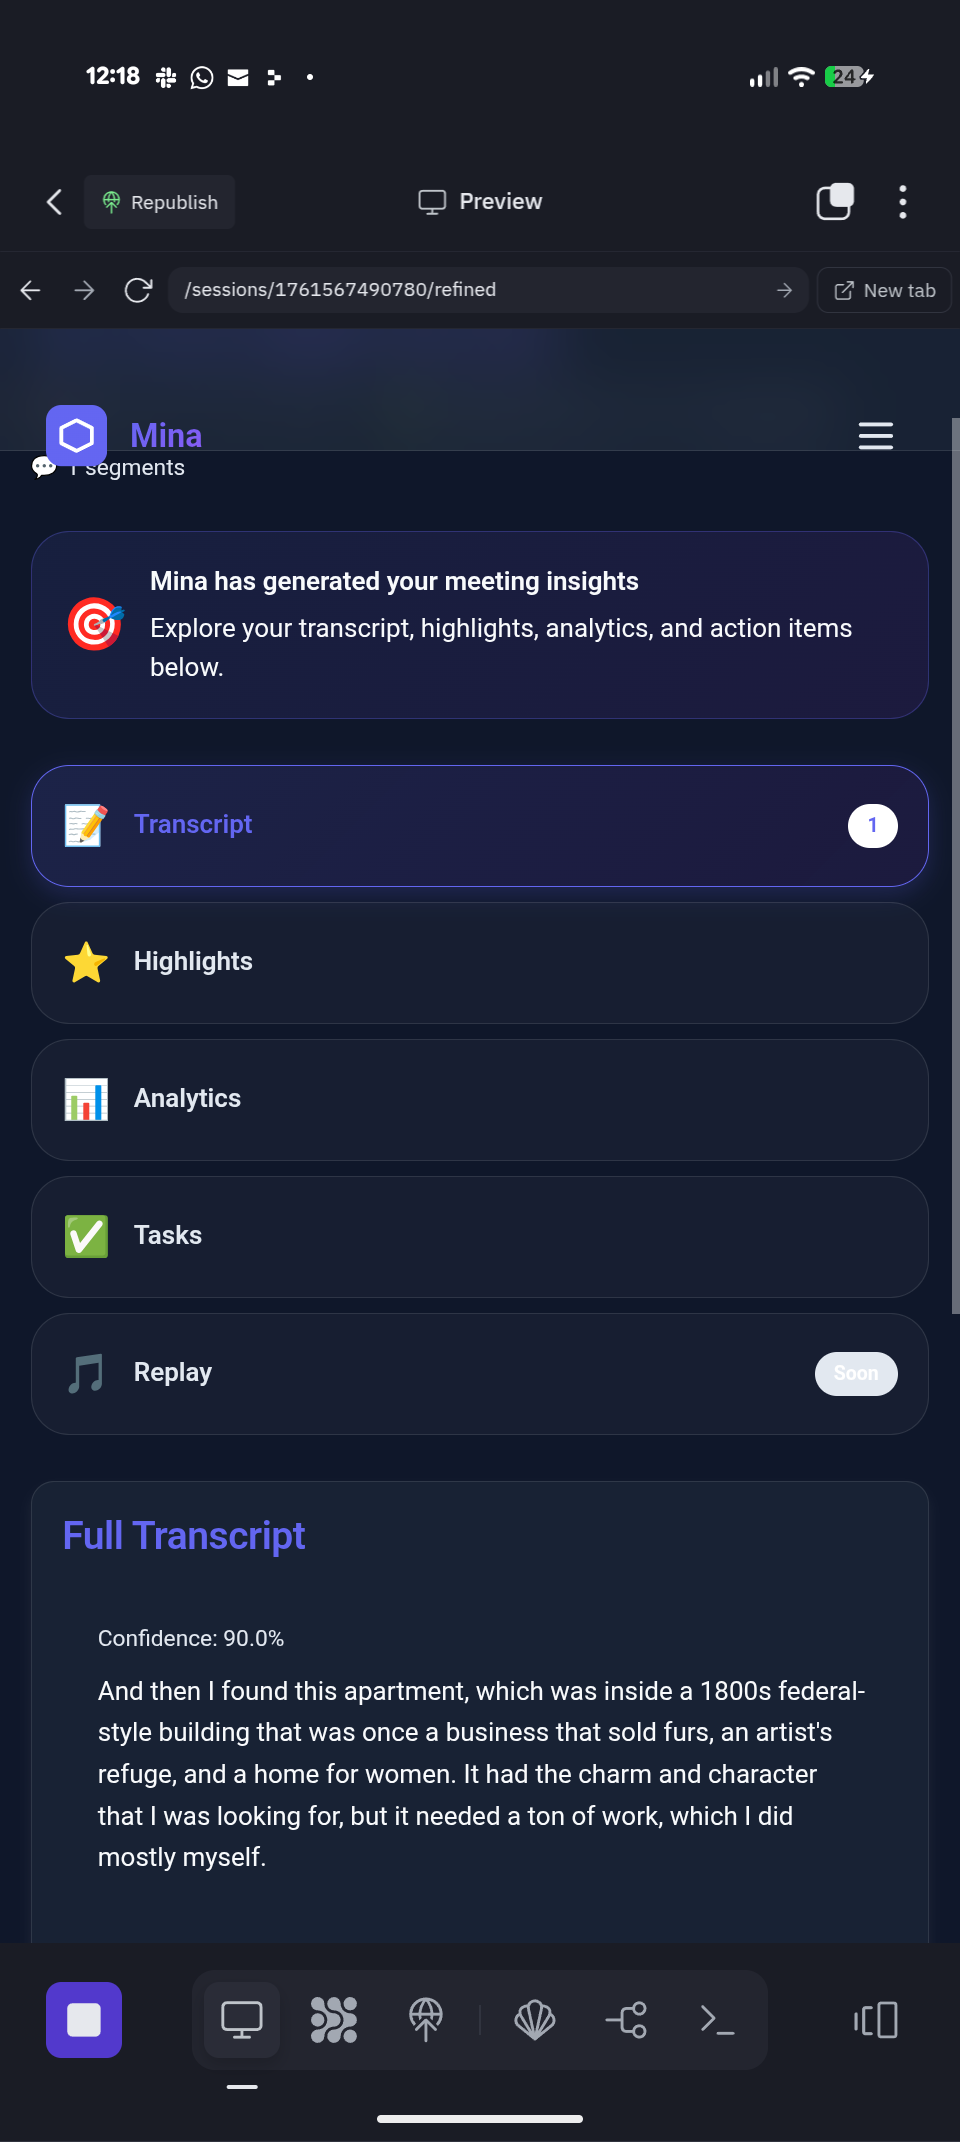 12:18
24
Republish
Preview
/sessions/1761567490780/refined
New tab
Mina
1 segments
Mina has generated your meeting insights
Explore your transcript, highlights, analytics, and action items
below.
Transcript
1
Highlights
Analytics
Tasks
Replay
Soon
Full Transcript
Confidence: 90.0%
And then I found this apartment, which was inside a 1800s federal-
style building that was once a business that sold furs, an artist's
refuge, and a home for women. It had the charm and character
that I was looking for, but it needed a ton of work, which I did
mostly myself.